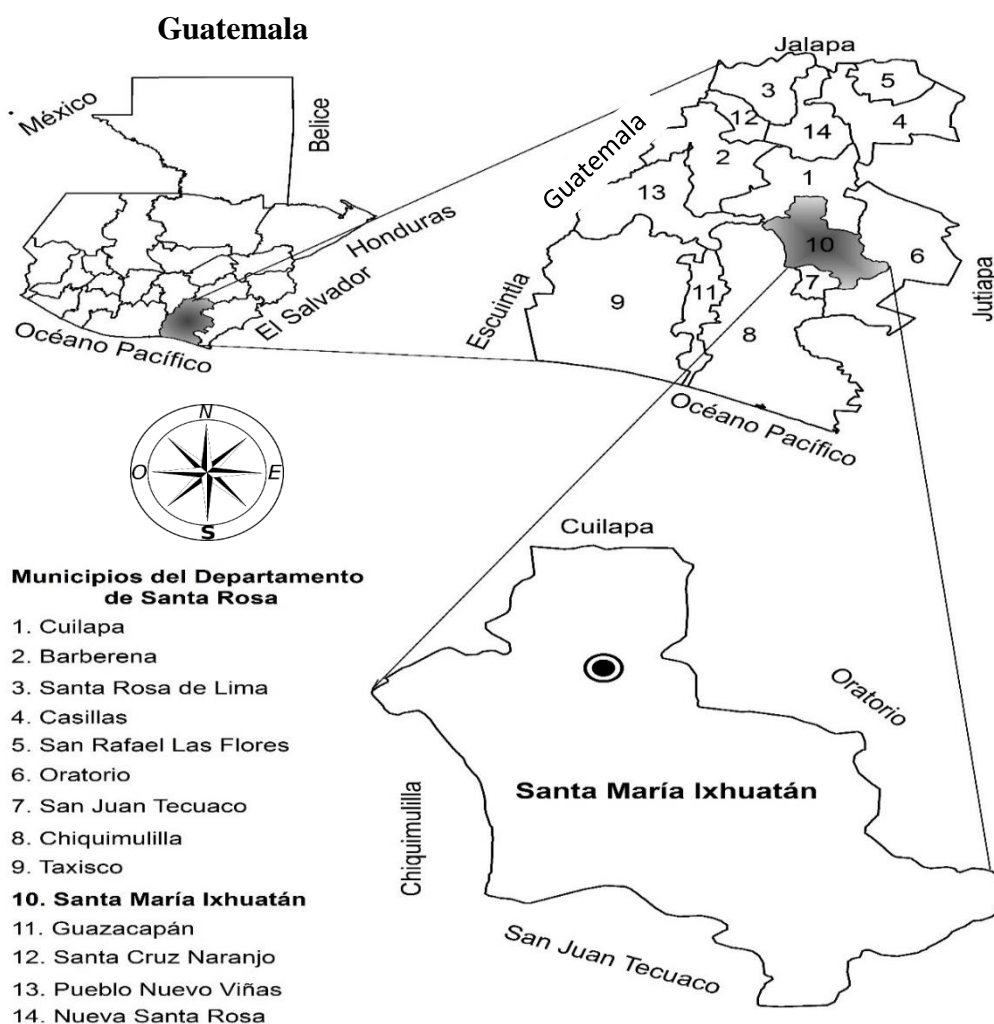 Guatemala
México
Belice
Honduras
El Salvador
Océano Pacífico
Jalapa
Guatemala
Escuintla
Jutiapa
Océano Pacífico
3
5
12
14
4
2
1
13
10
6
7
9
11
8
N
O
E
S
Municipios del Departamento
de Santa Rosa
1. Cuilapa
2. Barberena
3. Santa Rosa de Lima
4. Casillas
5. San Rafael Las Flores
6. Oratorio
7. San Juan Tecuaco
8. Chiquimulilla
9. Taxisco
10. Santa María Ixhuatán
11. Guazacapán
12. Santa Cruz Naranjo
13. Pueblo Nuevo Viñas
14. Nueva Santa Rosa
Cuilapa
Oratorio
Santa María Ixhuatán
Chiquimulilla
San Juan Tecuaco